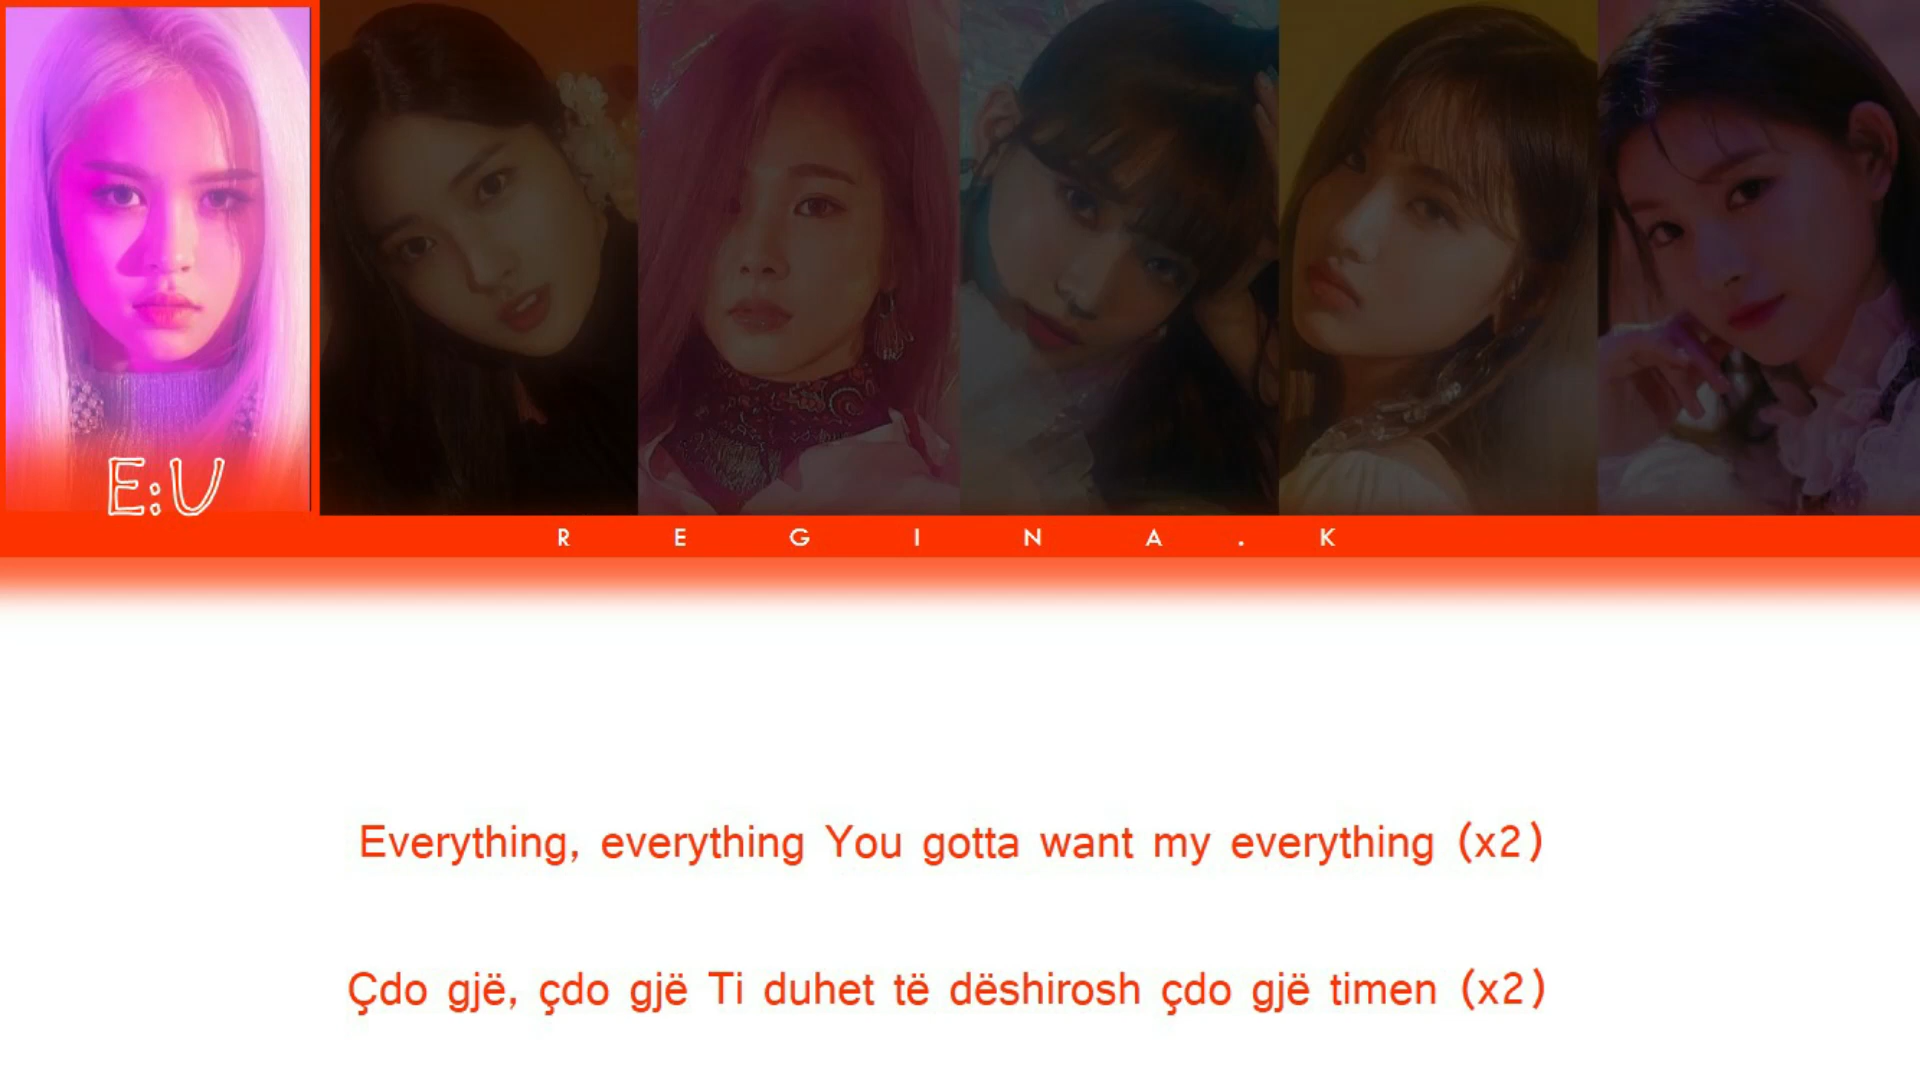 E:U
REGINA.K
Everything, everything You gotta want my everything (x2)
Çdo gjë, çdo gjë Ti duhet të dëshirosh çdo gjë timen (x2)